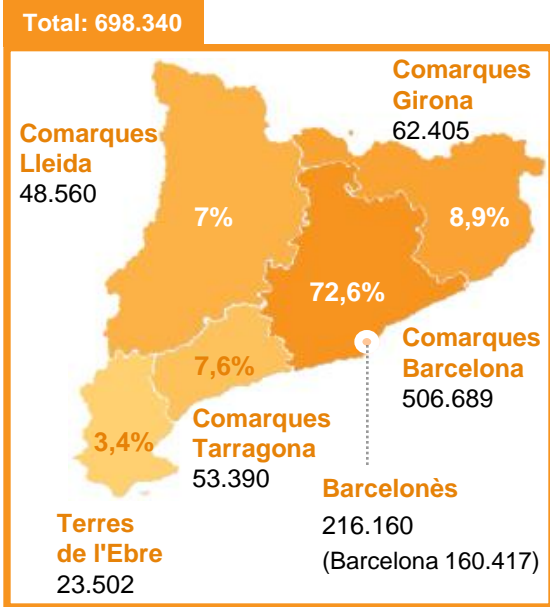 Total: 698.340
Comarques
Girona
62.405
Comarques
Lleida
48.560
7%
8,9%
72,6%
Comarques
Barcelona
506.689
7,6%
Comarques
Tarragona
53.390
3,4%
Barcelonès
216.160
(Barcelona 160.417)
Terres
de l'Ebre
23.502